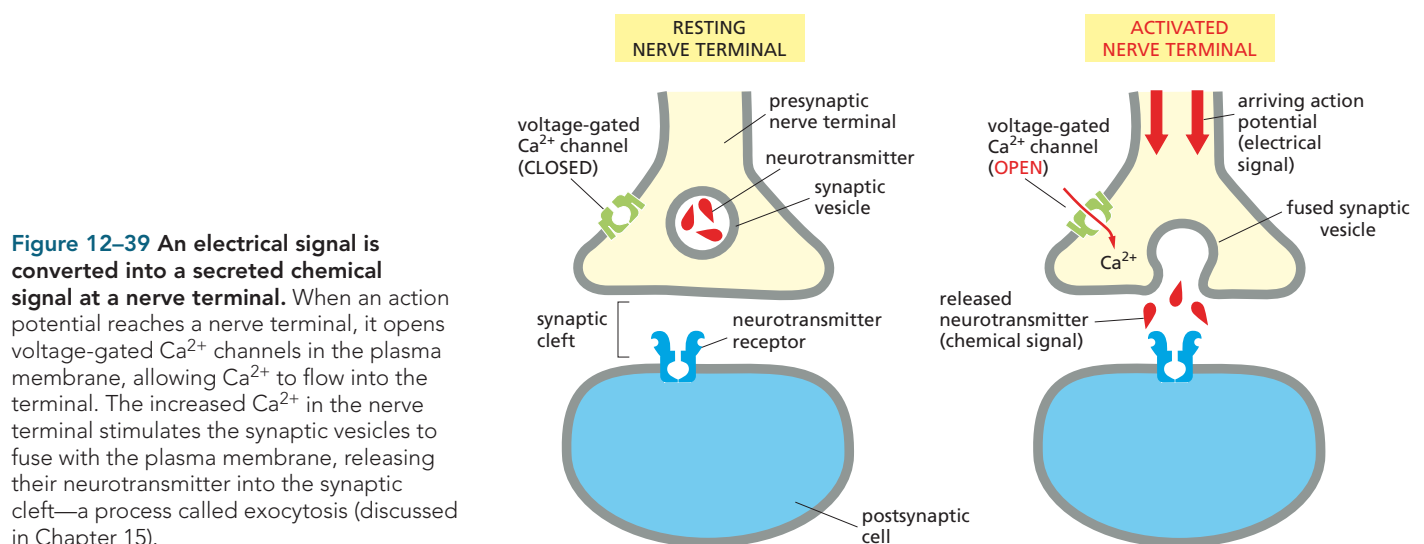 Figure 12–39 An electrical signal is
converted into a secreted chemical
signal at a nerve terminal. When an action
potential reaches a nerve terminal, it opens
voltage-gated Ca2+ channels in the plasma
membrane, allowing Ca2+ to flow into the
terminal. The increased Ca2+ in the nerve
terminal stimulates the synaptic vesicles to
fuse with the plasma membrane, releasing
their neurotransmitter into the synaptic
cleft—a process called exocytosis (discussed
in Chapter 15).
RESTING
NERVE TERMINAL
voltage-gated
Ca2+ channel
(CLOSED)
presynaptic
nerve terminal
neurotransmitter
synaptic
vesicle
synaptic
cleft
neurotransmitter
receptor
postsynaptic
cell
ACTIVATED
NERVE TERMINAL
voltage-gated
Ca2+ channel
(OPEN)
arriving action
potential
(electrical
signal)
fused synaptic
vesicle
Ca2+
released
neurotransmitter
(chemical signal)